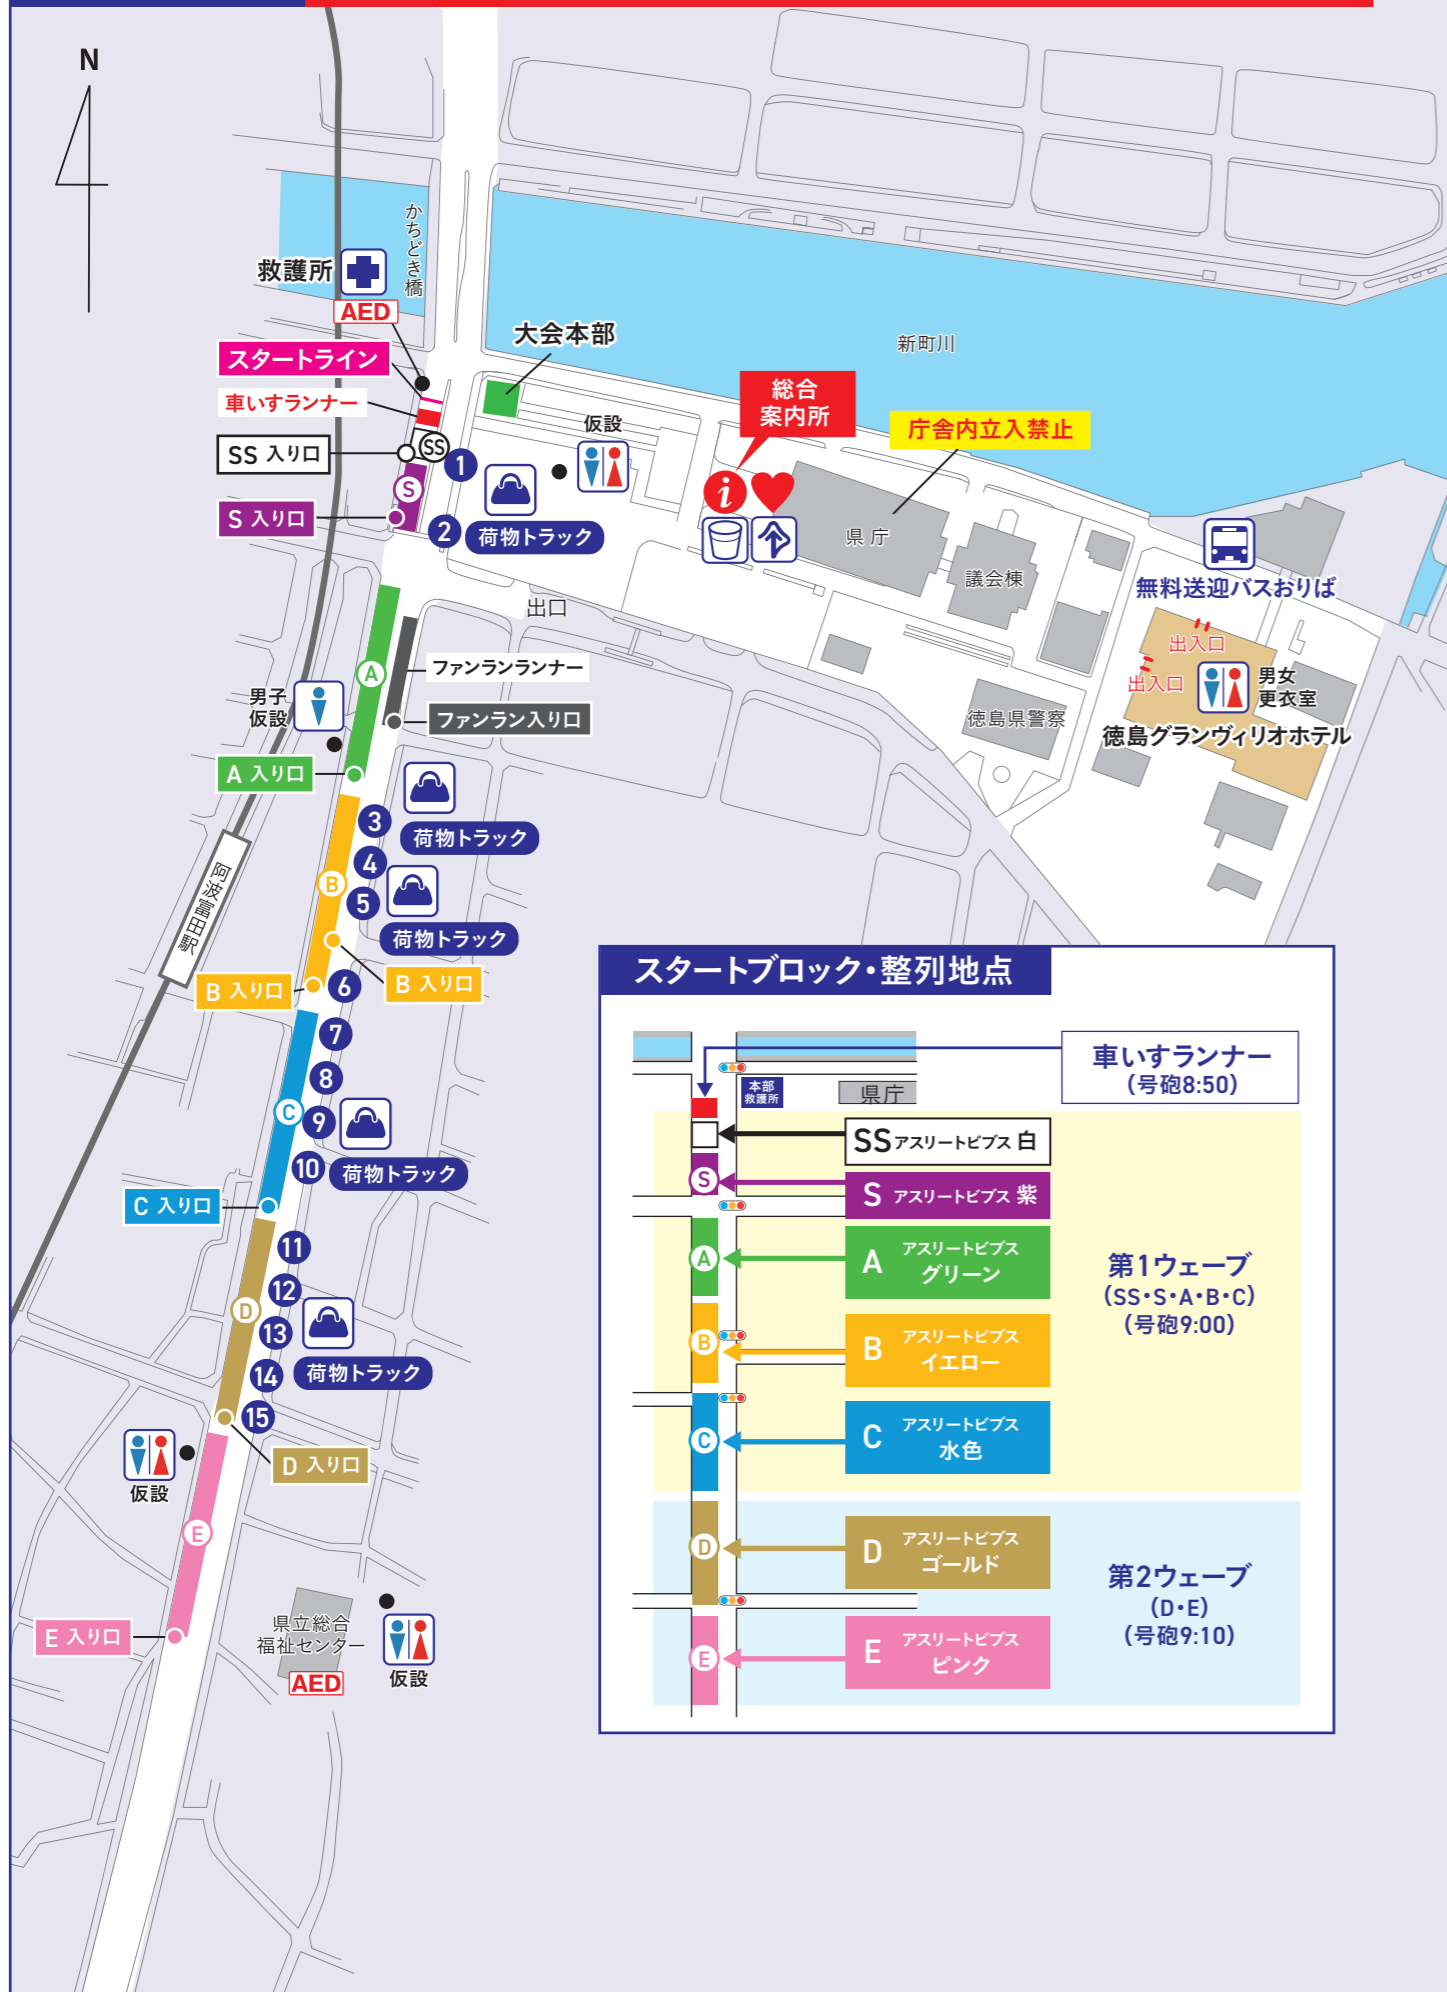 N
かちどき橋
救護所
AED
スタートライン
大会本部
新町川
車いすランナー
総合
案内所
仮設
庁舎内立入禁止
SS 入り口
SS
1
S
i
S 入り口
2
荷物トラック
県庁
議会棟
無料送迎バスおりば
出口
出入口
ファンランランナー
A
男子
仮設
出入口
男女
更衣室
ファンラン入り口
徳島県警察
徳島グランヴィリオホテル
A 入り口
3
荷物トラック
4
B
5
阿波富田駅
荷物トラック
B 入り口
6
B 入り口
7
8
C
9
10
荷物トラック
C 入り口
11
12
D
13
14
荷物トラック
15
D 入り口
仮設
E
E 入り口
県立総合
福祉センター
AED
仮設
スタートブロック・整列地点
車いすランナー
(号砲8:50)
本部
救護所
県庁
SS アスリートビブス 白
S
S アスリートビブス 紫
A
A アスリートビブス
グリーン
第1ウェーブ
(SS・S・A・B・C)
(号砲9:00)
B
B アスリートビブス
イエロー
C
C アスリートビブス
水色
D
D アスリートビブス
ゴールド
第2ウェーブ
(D・E)
(号砲9:10)
E
E アスリートビブス
ピンク